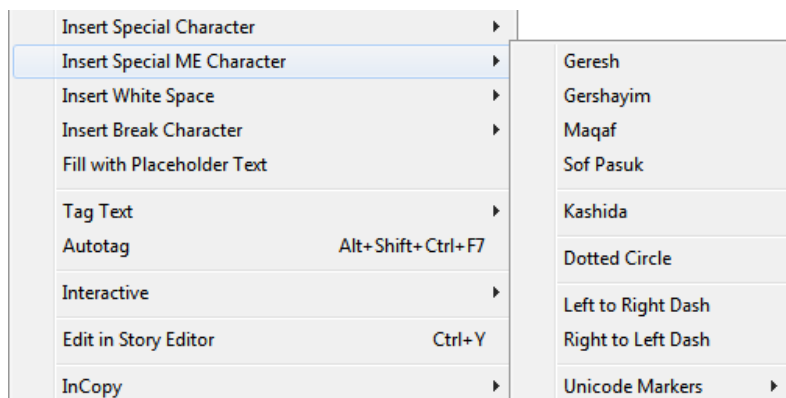 Insert Special Character
Insert Special ME Character
Insert White Space
Insert Break Character
Fill with Placeholder Text
Tag Text
Autotag Alt+Shift+Ctrl+F7
Interactive
Edit in Story Editor Ctrl+Y
InCopy
Geresh
Gershayim
Maqaf
Sof Pasuk
Kashida
Dotted Circle
Left to Right Dash
Right to Left Dash
Unicode Markers